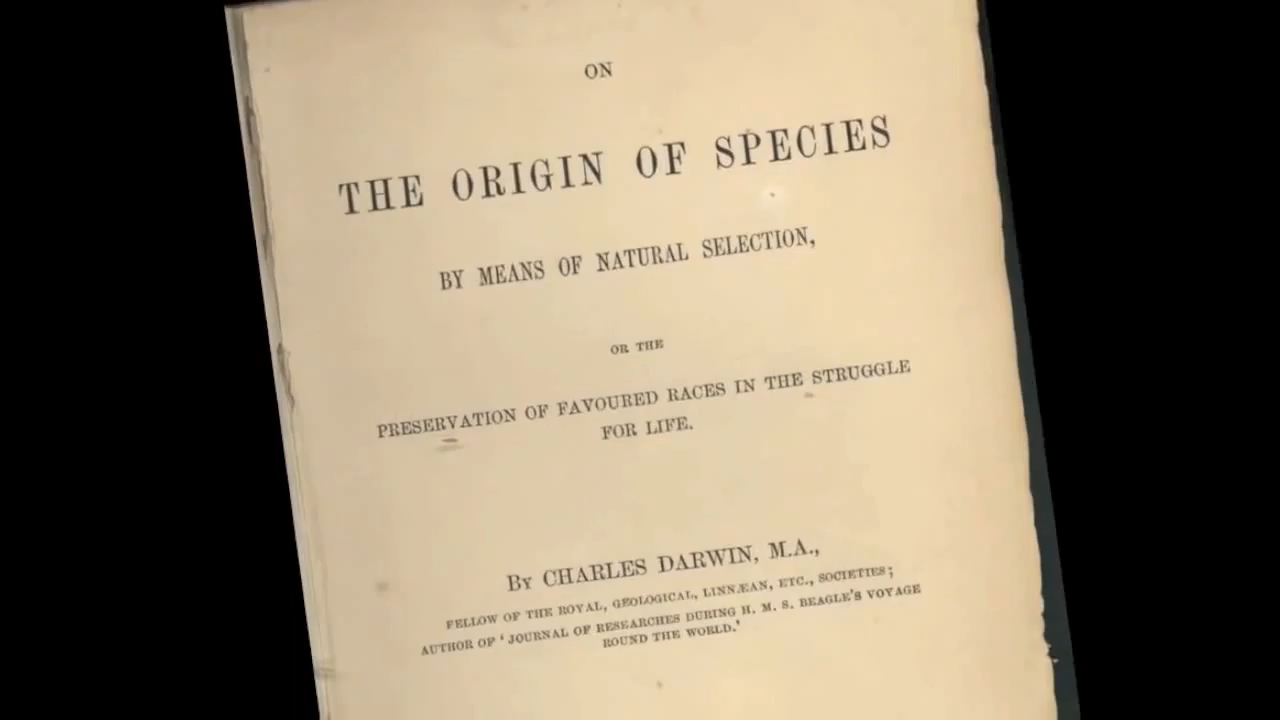 ON
THE ORIGIN OF SPECIES
BY MEANS OF NATURAL SELECTION,
OR THE
PRESERVATION OF FAVOURED RACES IN THE STRUGGLE
FOR LIFE.
BY CHARLES DARWIN, M.A.,
FELLOW OF THE ROYAL, GEOLOGICAL, LINNÆAN, ETC., SOCIETIES;
AUTHOR OF 'JOURNAL OF RESEARCHES DURING H. M. S. BEAGLE'S VOYAGE
ROUND THE WORLD.'